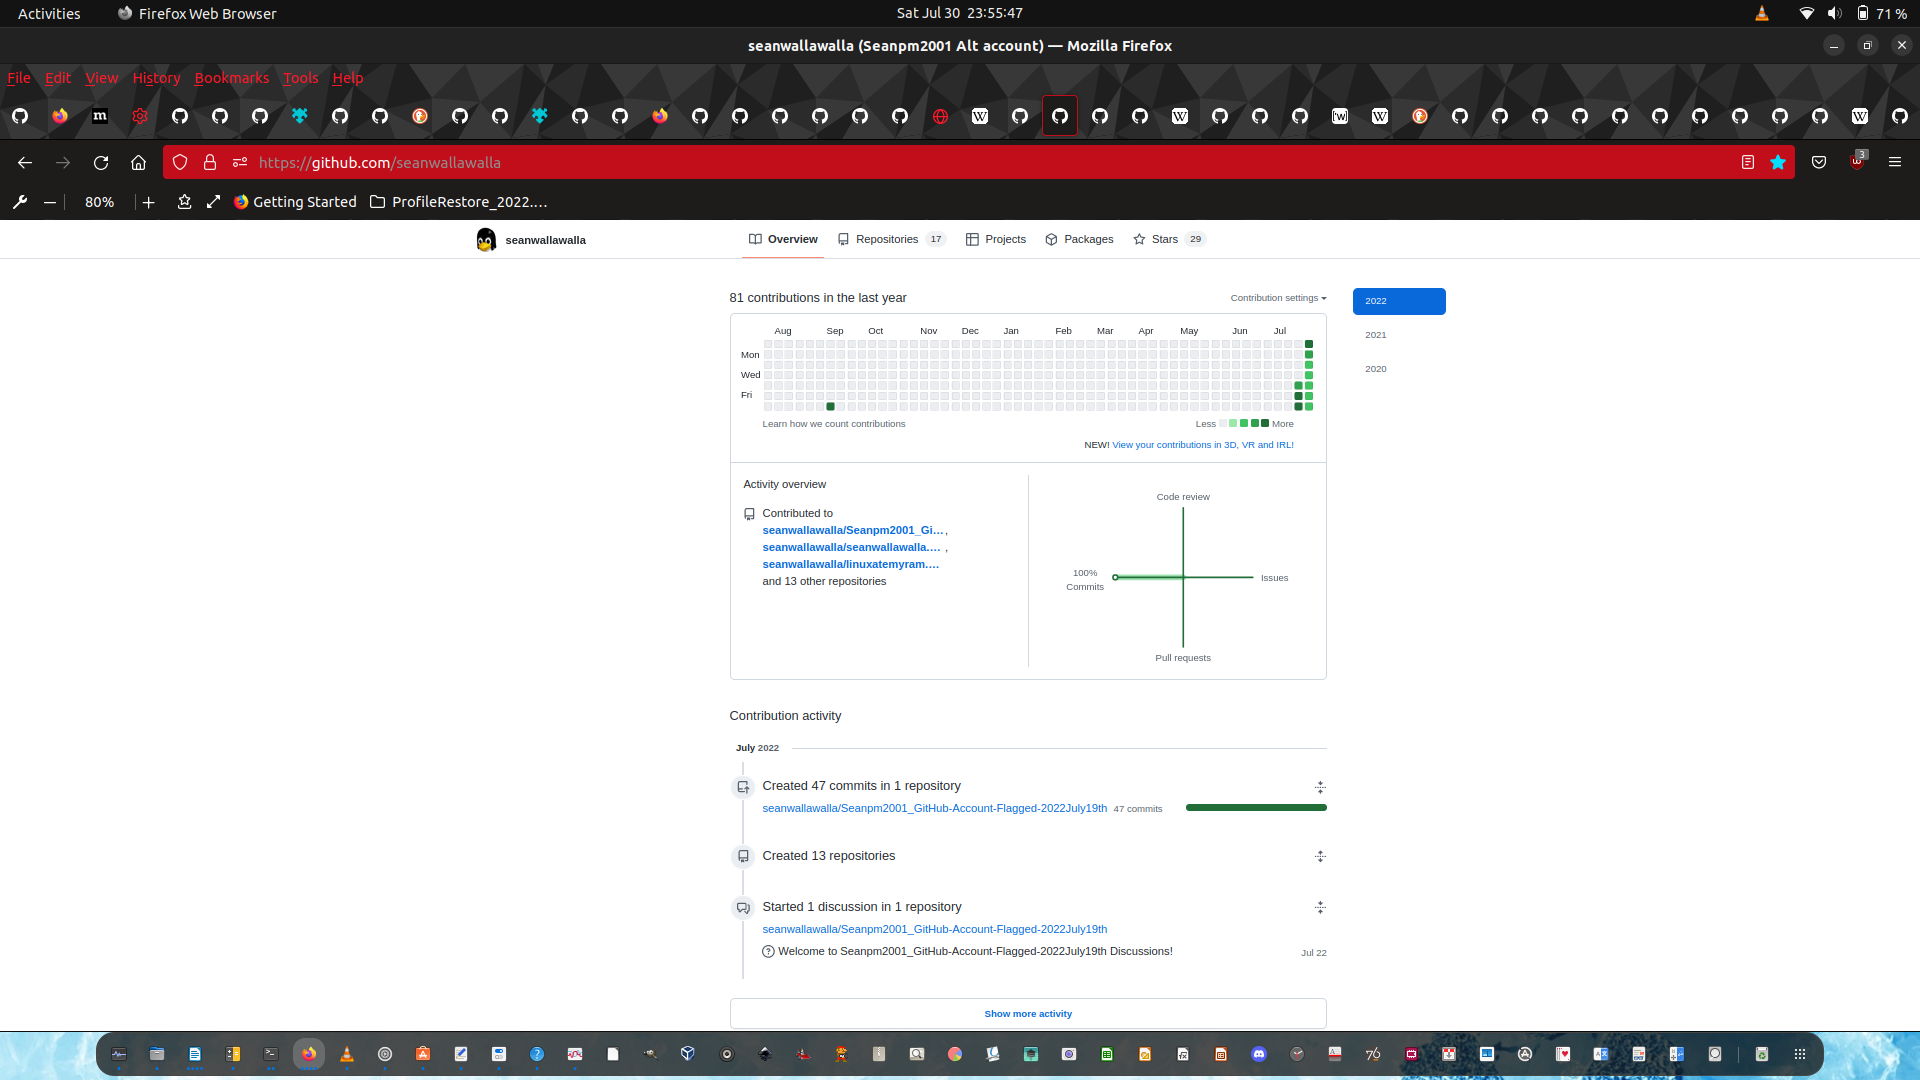 Activities Firefox Web Browser Sat Jul 30 23:55:47 71 %
seanwallawalla (Seanpm2001 Alt account) — Mozilla Firefox
File Edit View History Bookmarks Tools Help
https://github.com/seanwallawalla 3
80% Getting Started ProfileRestore_2022.…
seanwallawalla Overview Repositories 17 Projects Packages Stars 29
81 contributions in the last year Contribution settings 2022
2021
2020
Aug Sep Oct Nov Dec Jan Feb Mar Apr May Jun Jul
Mon
Wed
Fri
Learn how we count contributions Less More
NEW! View your contributions in 3D, VR and IRL!
Activity overview
Contributed to
seanwallawalla/Seanpm2001_Gi… ,
seanwallawalla/seanwallawalla.… ,
seanwallawalla/linuxatemyram.…
and 13 other repositories
Code review
100%
Commits
Issues
Pull requests
Contribution activity
July 2022
Created 47 commits in 1 repository
seanwallawalla/Seanpm2001_GitHub-Account-Flagged-2022July19th 47 commits
Created 13 repositories
Started 1 discussion in 1 repository
seanwallawalla/Seanpm2001_GitHub-Account-Flagged-2022July19th
Welcome to Seanpm2001_GitHub-Account-Flagged-2022July19th Discussions! Jul 22
Show more activity